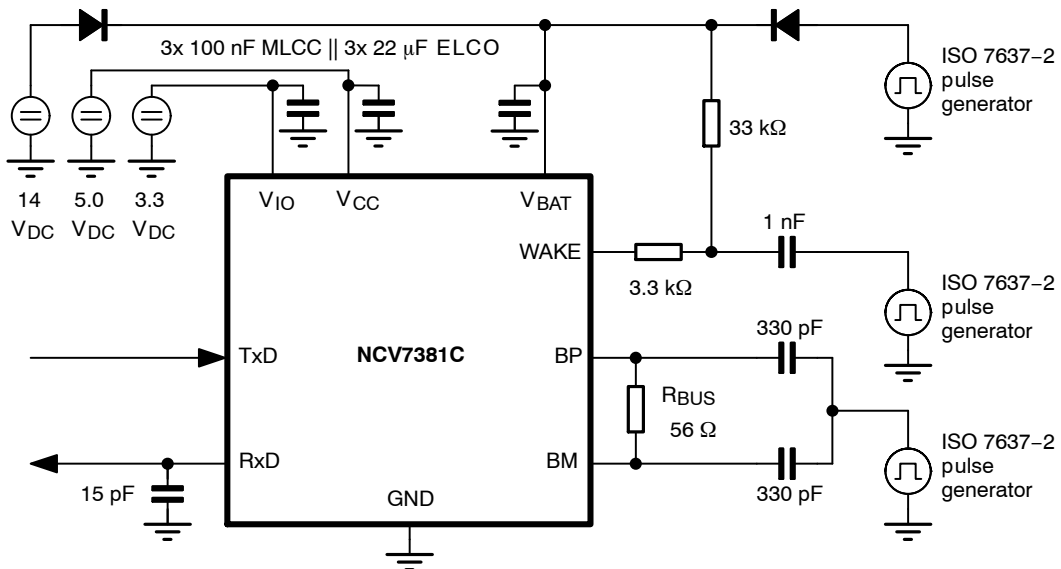 3x 100 nF MLCC || 3x 22 μF ELCO
ISO 7637−2
pulse
generator
33 kΩ
14
VDC
5.0
VDC
3.3
VDC
VIO
VCC
VBAT
WAKE
3.3 kΩ
1 nF
ISO 7637−2
pulse
generator
TxD
NCV7381C
BP
330 pF
RBUS
56 Ω
RxD
BM
330 pF
15 pF
GND
ISO 7637−2
pulse
generator